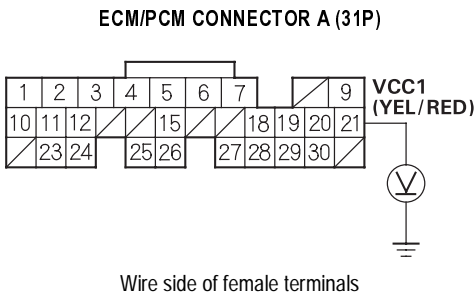 ECM/PCM CONNECTOR A (31P)
1 2 3 4 5 6 7 9 VCC1
(YEL/RED)
10 11 12 15 18 19 20 21
23 24 25 26 27 28 29 30
V
Wire side of female terminals